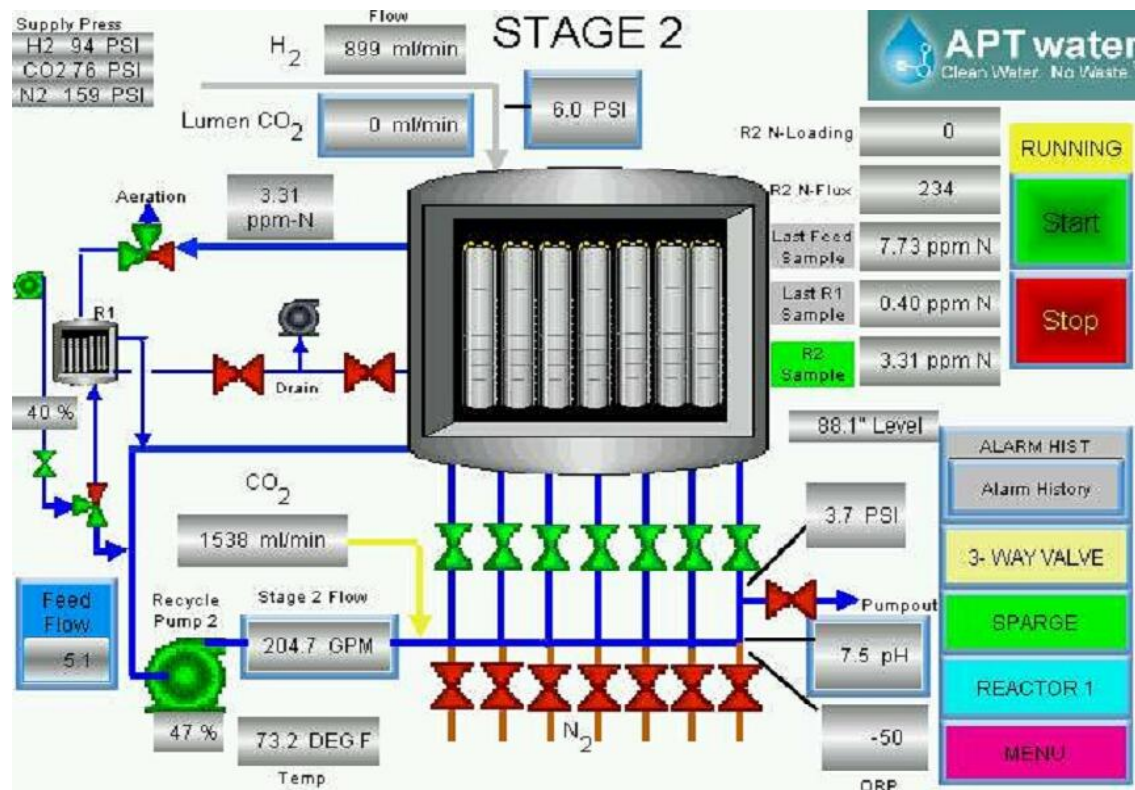 Supply Press
H2 94 PSI
CO2 76 PSI
N2 159 PSI
Flow
H2
899 ml/min
STAGE 2
APT water
Clean Water. No Waste.
Lumen CO2
0 ml/min
6.0 PSI
R2 N-Loading
0
RUNNING
R2 N-Flux
234
Start
Aeration
3.31
ppm-N
Last Feed
Sample
7.73 ppm N
Last R1
Sample
0.40 ppm N
Stop
R1
R2
Sample
3.31 ppm N
Drain
40 %
88.1" Level
ALARM HIST
Alarm History
CO2
1538 ml/min
3.7 PSI
3- WAY VALVE
Feed
Flow
5.1
Recycle
Pump 2
Stage 2 Flow
204.7 GPM
Pumpout
SPARGE
7.5 pH
REACTOR 1
47 %
73.2 DEG F
Temp
N2
-50
ORP
MENU